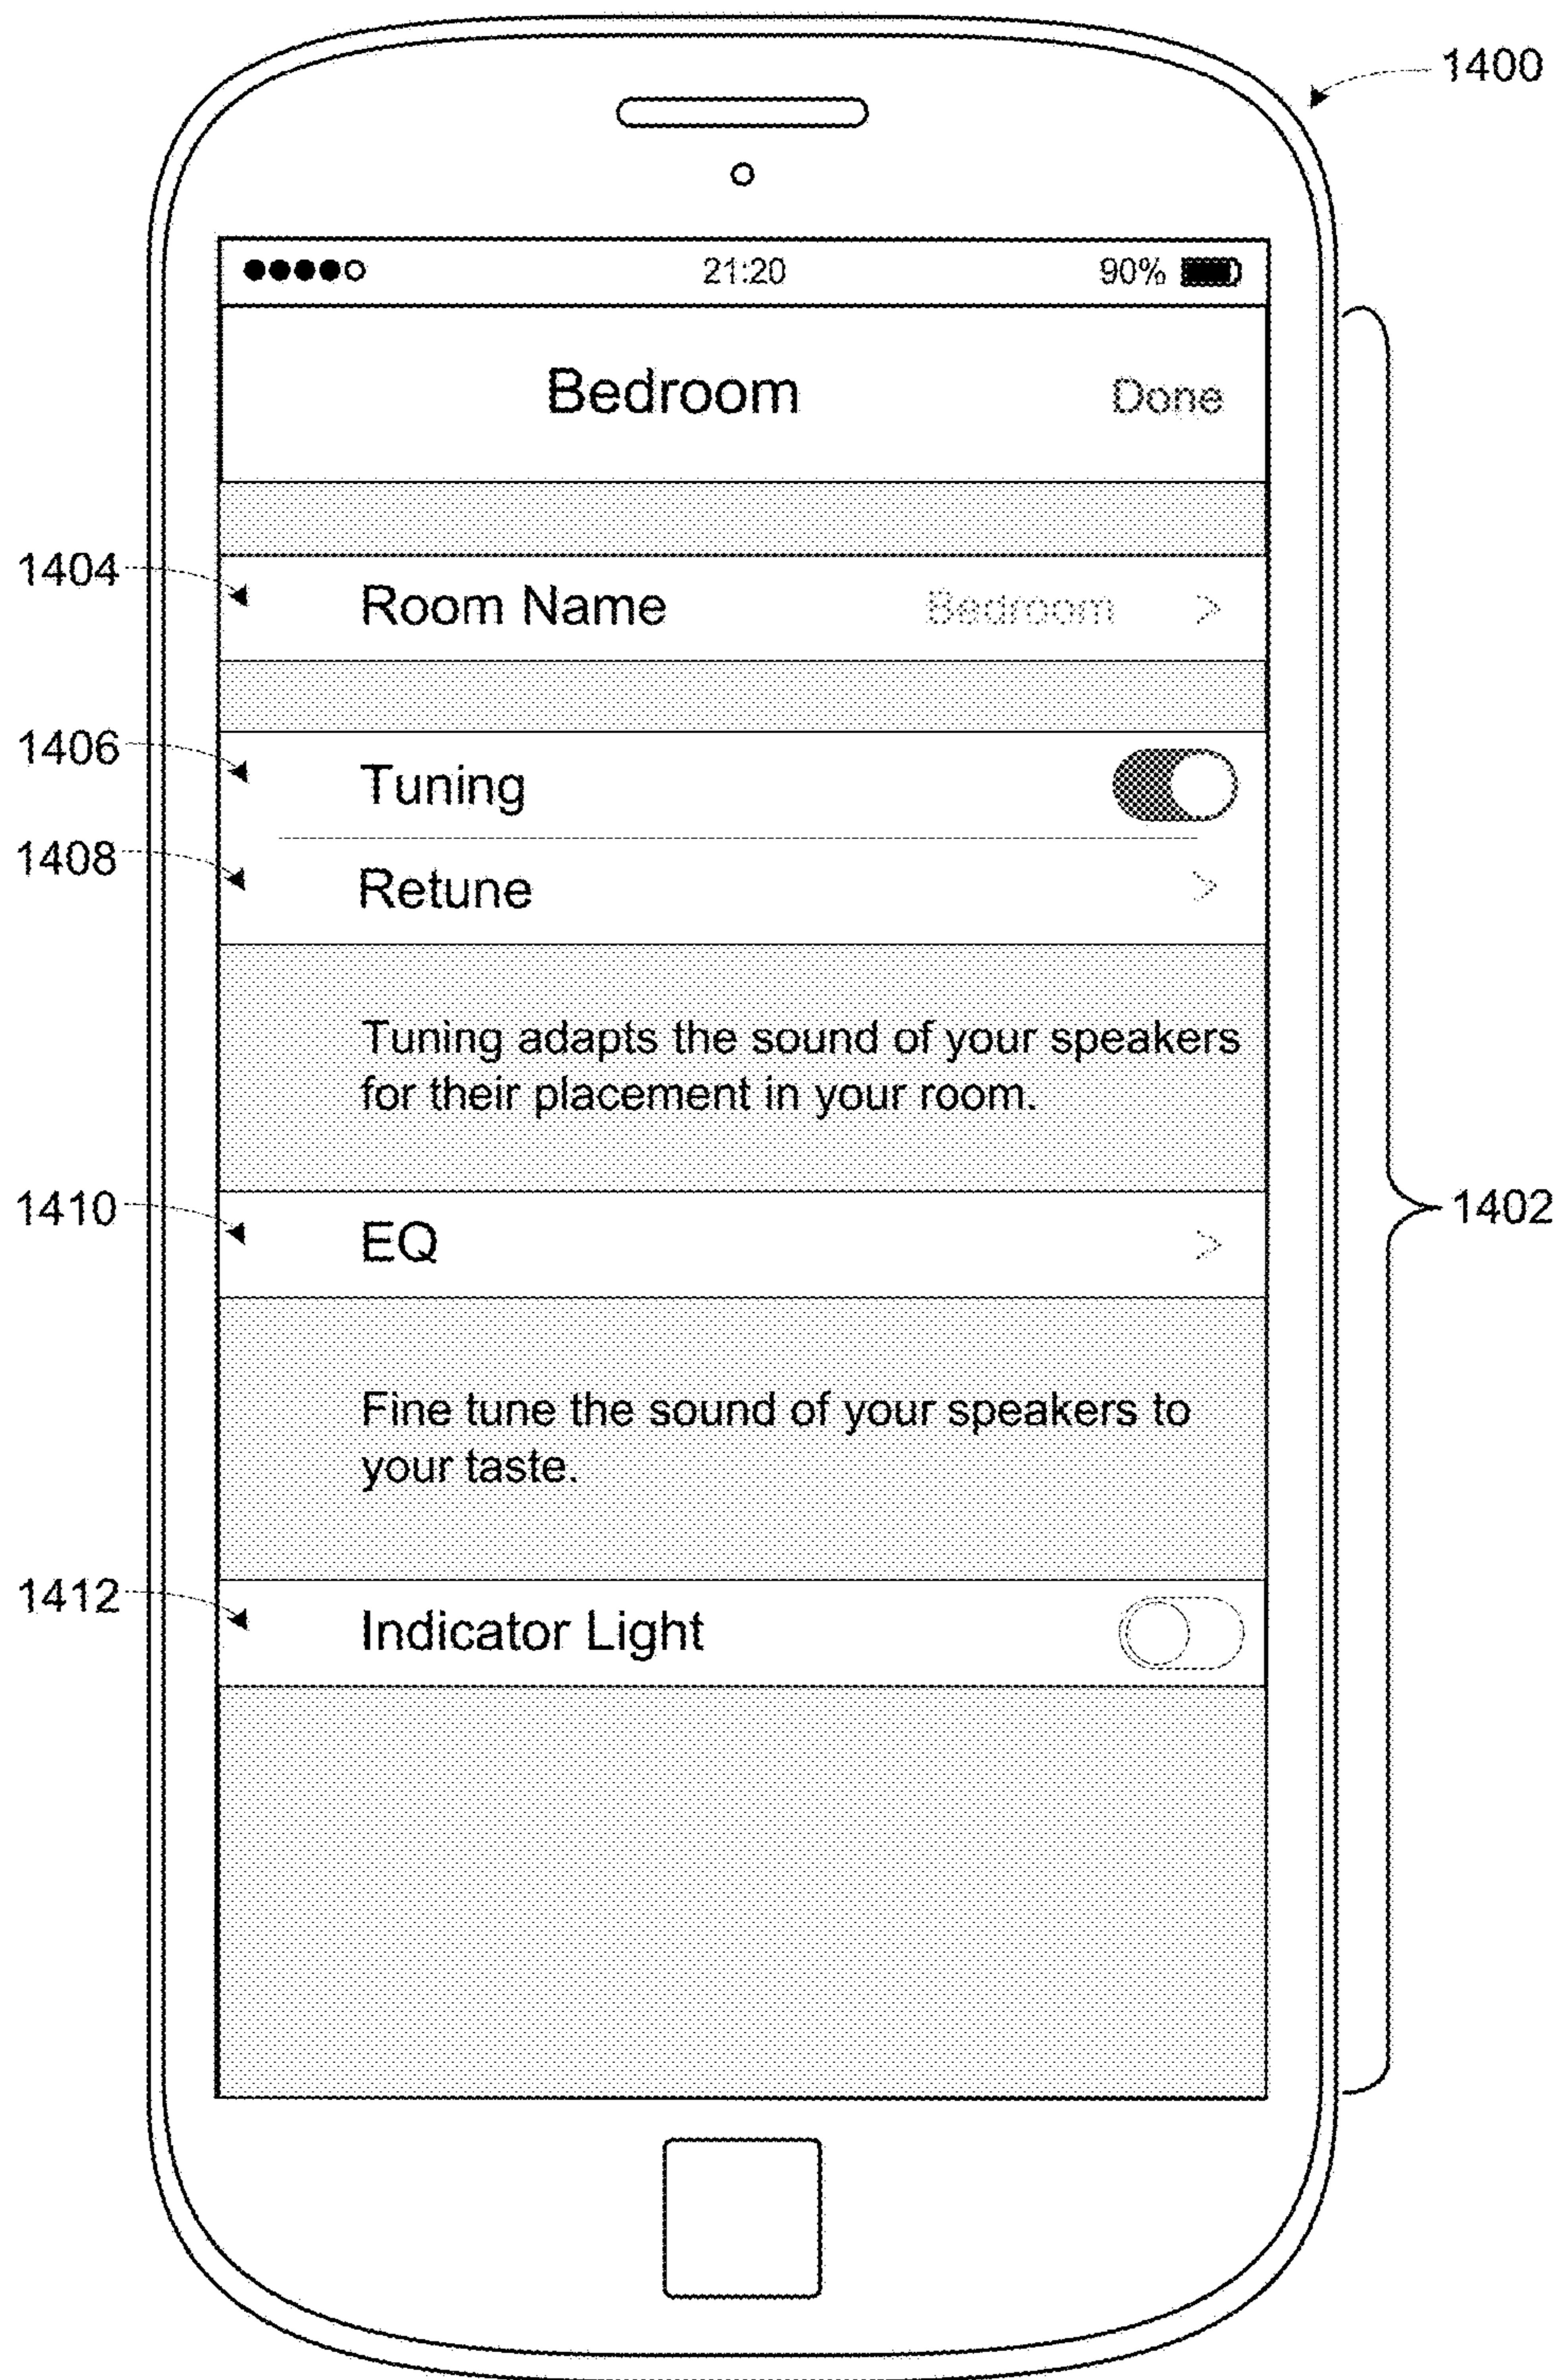 1400
21:20 90%
Bedroom Done
1404 Room Name Bedroom >
1406 Tuning
1408 Retune >
Tuning adapts the sound of your speakers
for their placement in your room.
1410 EQ >
1402
Fine tune the sound of your speakers to
your taste.
1412 Indicator Light